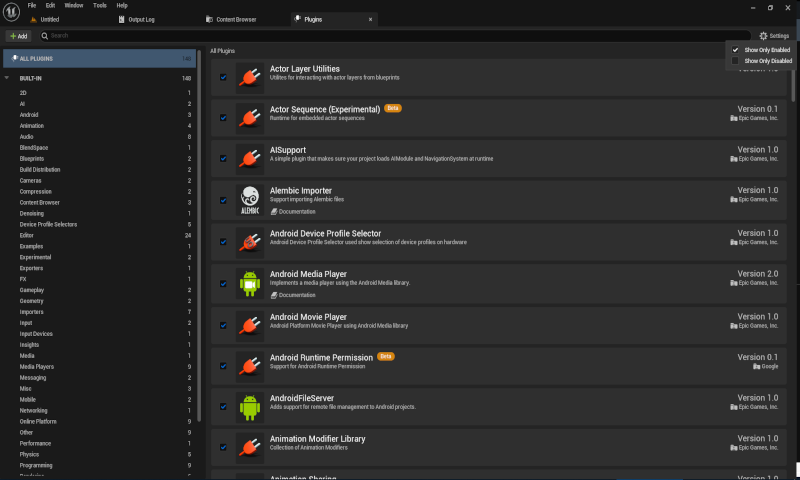 File Edit Window Tools Help
Untitled Output Log Content Browser Plugins
Add Search Settings
Show Only Enabled
Show Only Disabled
ALL PLUGINS 148
BUILT-IN 148
2D 1
AI 2
Android 3
Animation 4
Audio 8
BlendSpace 1
Blueprints 2
Build Distribution 2
Cameras 2
Compression 2
Content Browser 3
Denoising 1
Device Profile Selectors 5
Editor 24
Examples 1
Experimental 2
Exporters 1
FX 1
Gameplay 2
Geometry 2
Importers 7
Input 2
Input Devices 1
Insights 1
Media 1
Media Players 9
Messaging 2
Misc 3
Mobile 2
Networking 1
Online Platform 9
Other 9
Performance 1
Physics 5
Programming 9
All Plugins
Actor Layer Utilities
Utilites for interacting with actor layers from blueprints
Actor Sequence (Experimental) Beta Version 0.1
Runtime for embedded actor sequences Epic Games, Inc.
AISupport Version 1.0
A simple plugin that makes sure your project loads AIModule and NavigationSystem at runtime Epic Games, Inc.
Alembic Importer Version 1.0
Support importing Alembic files Epic Games, Inc.
ALEMBIC Documentation
Android Device Profile Selector Version 1.0
Android Device Profile Selector used show selection of device profiles on hardware Epic Games, Inc.
Android Media Player Version 2.0
Implements a media player using the Android Media library. Epic Games, Inc.
Documentation
Android Movie Player Version 1.0
Android Platform Movie Player using Android Media library Epic Games, Inc.
Android Runtime Permission Beta Version 0.1
Support for Android Runtime Permission Google
AndroidFileServer Version 1.0
Adds support for remote file management to Android projects. Epic Games, Inc.
Animation Modifier Library Version 1.0
Collection of Animation Modifiers Epic Games, Inc.
Animation Sharing Version 1.0